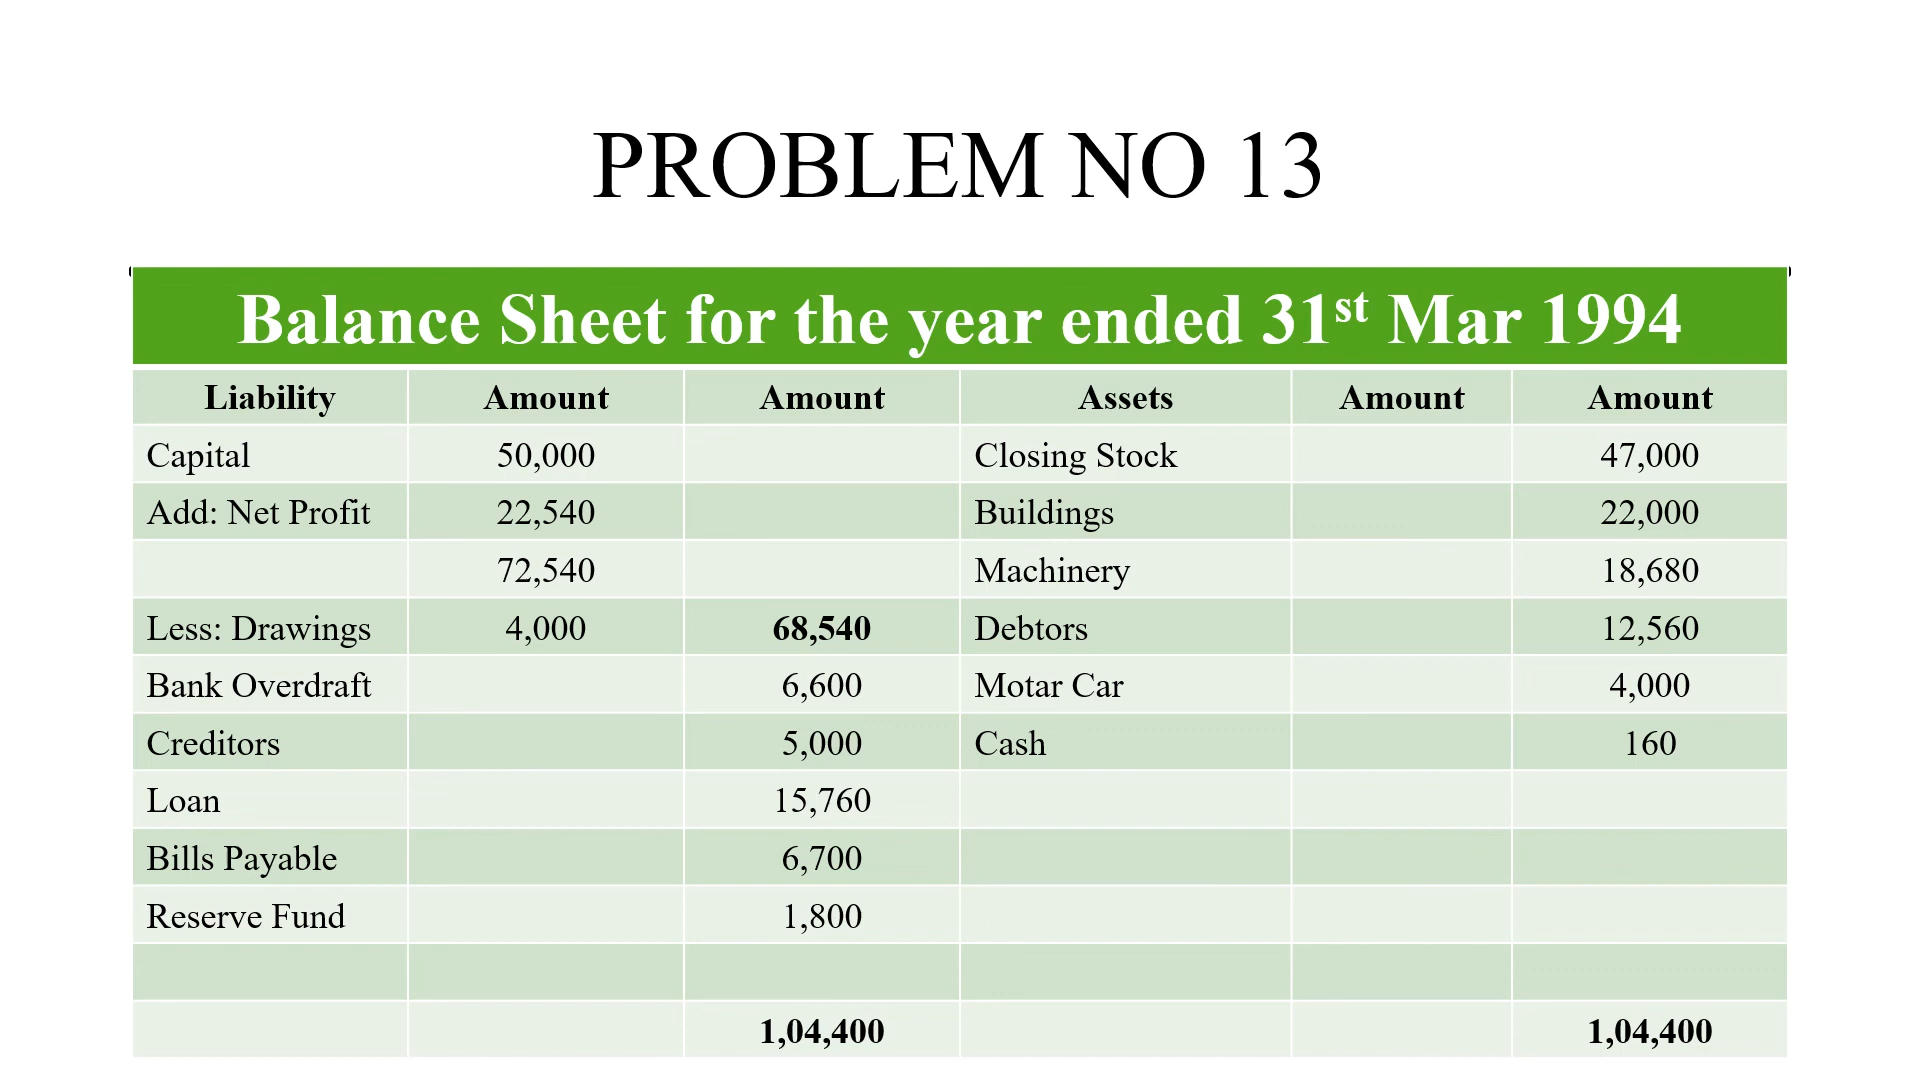 PROBLEM NO 13
Balance Sheet for the year ended 31st Mar 1994
Liability Amount Amount Assets Amount Amount
Capital 50,000 Closing Stock 47,000
Add: Net Profit 22,540 Buildings 22,000
72,540 Machinery 18,680
Less: Drawings 4,000 68,540 Debtors 12,560
Bank Overdraft 6,600 Motar Car 4,000
Creditors 5,000 Cash 160
Loan 15,760
Bills Payable 6,700
Reserve Fund 1,800
1,04,400 1,04,400